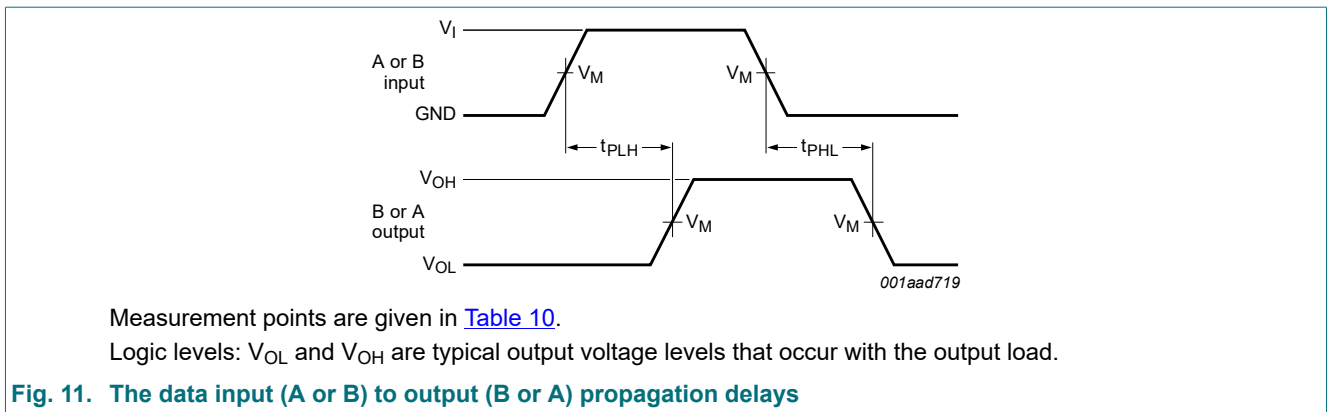 V_I
A or B
input
V_M V_M
GND
t_PLH t_PHL
V_OH
B or A
output
V_M V_M
V_OL
001aad719
Measurement points are given in Table 10.
Logic levels: V_OL and V_OH are typical output voltage levels that occur with the output load.
Fig. 11. The data input (A or B) to output (B or A) propagation delays